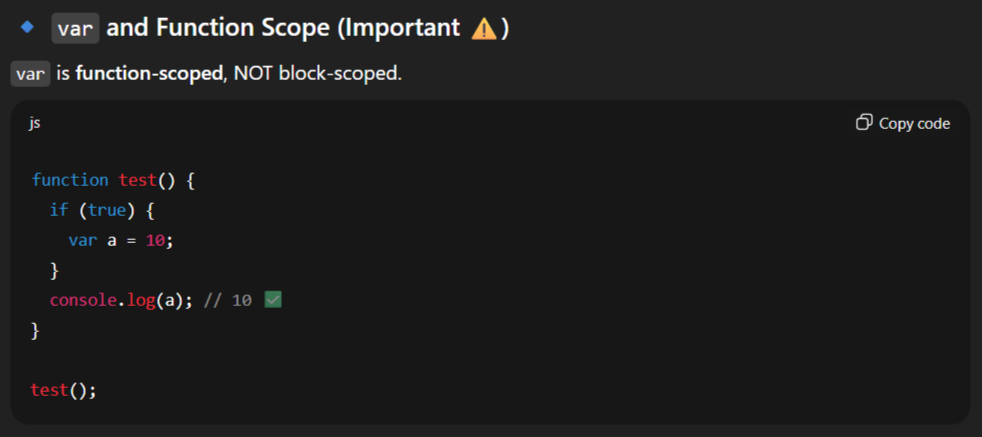 🔹 var and Function Scope (Important ⚠️)
var is function-scoped, NOT block-scoped.
js
Copy code
function test() {
  if (true) {
    var a = 10;
  }
  console.log(a); // 10 ✅
}
test();